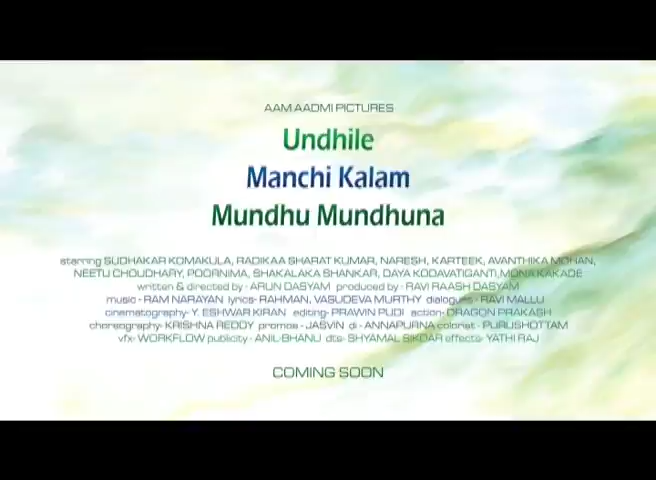 AAM AADMI PICTURES
Undhile
Manchi Kalam
Mundhu Mundhuna
starring SUDHAKAR KOMAKULA, RADIKAA SHARAT KUMAR, NARESH, KARTEEK, AVANTHIKA MOHAN,
NEETU CHOUDHARY, POORNIMA, SHAKALAKA SHANKAR, DAYA KODAVATIGANTI,MONA KAKADE
written & directed by - ARUN DASYAM produced by - RAVI RAASH DASYAM
music - RAM NARAYAN lyrics- RAHMAN, VASUDEVA MURTHY dialogues - RAVI MALLU
cinematography- Y. ESHWAR KIRAN editing- PRAWIN PUDI action- DRAGON PRAKASH
choreography- KRISHNA REDDY promos - JASVIN di - ANNAPURNA colorist - PURUSHOTTAM
vfx- WORKFLOW publicity - ANIL-BHANU dts- SHYAMAL SIKDAR effects- YATHI RAJ
COMING SOON